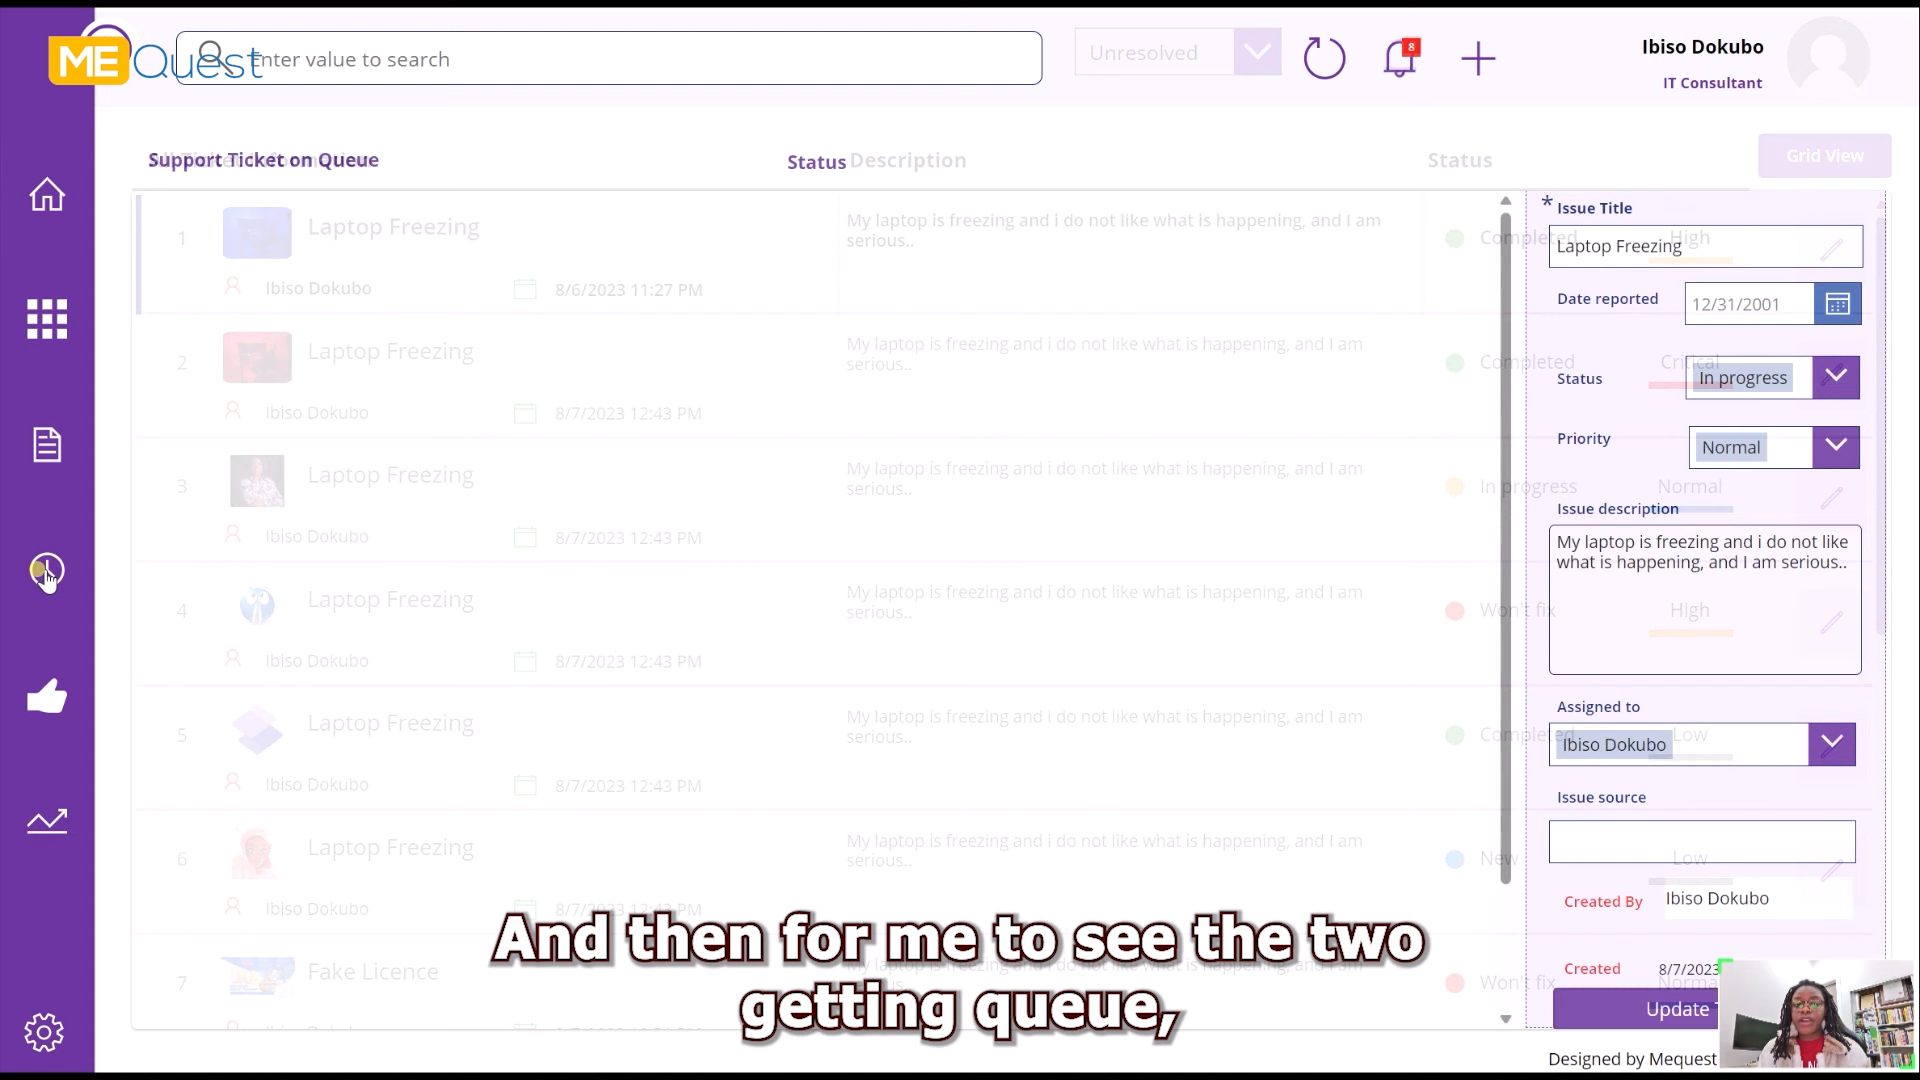 ME Quest
Enter value to search
Unresolved
8
Ibiso Dokubo
IT Consultant
Support Ticket on Queue
Status
Description
Status
Grid View
1
Laptop Freezing
Ibiso Dokubo
8/6/2023 11:27 PM
My laptop is freezing and i do not like what is happening, and I am
serious..
Completed
High
2
Laptop Freezing
Ibiso Dokubo
8/7/2023 12:43 PM
My laptop is freezing and i do not like what is happening, and I am
serious..
Completed
Critical
3
Laptop Freezing
Ibiso Dokubo
8/7/2023 12:43 PM
My laptop is freezing and i do not like what is happening, and I am
serious..
In progress
Normal
4
Laptop Freezing
Ibiso Dokubo
8/7/2023 12:43 PM
My laptop is freezing and i do not like what is happening, and I am
serious..
Won't fix
High
5
Laptop Freezing
Ibiso Dokubo
8/7/2023 12:43 PM
My laptop is freezing and i do not like what is happening, and I am
serious..
Completed
Low
6
Laptop Freezing
Ibiso Dokubo
8/7/2023 12:43 PM
My laptop is freezing and i do not like what is happening, and I am
serious..
New
Low
7
Fake Licence
Won't fix
* Issue Title
Laptop Freezing
Date reported
12/31/2001
Status
In progress
Priority
Normal
Issue description
My laptop is freezing and i do not like
what is happening, and I am serious..
Assigned to
Ibiso Dokubo
Issue source
Created By
Ibiso Dokubo
Created
8/7/2023
Update
Designed by Mequest
And then for me to see the two
getting queue,